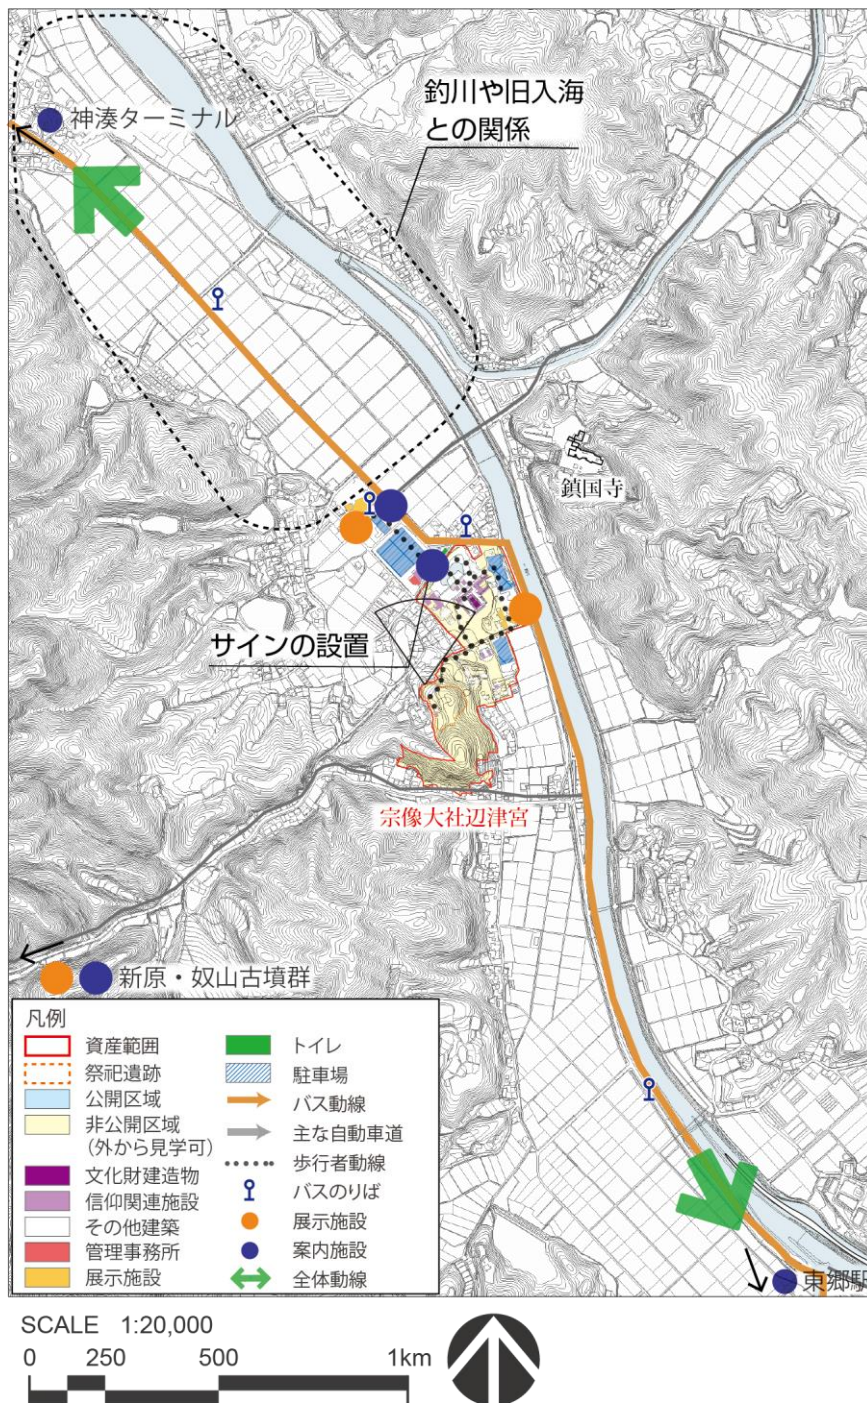 釣川や旧入海
との関係
神湊ターミナル
鎮国寺
サインの設置
宗像大社辺津宮
新原・奴山古墳群
凡例
資産範囲
祭祀遺跡
公開区域
非公開区域
(外から見学可)
文化財建造物
信仰関連施設
その他建築
管理事務所
展示施設
トイレ
駐車場
バス動線
主な自動車道
歩行者動線
バスのりば
展示施設
案内施設
全体動線
東郷駅
SCALE 1:20,000
0 250 500 1km